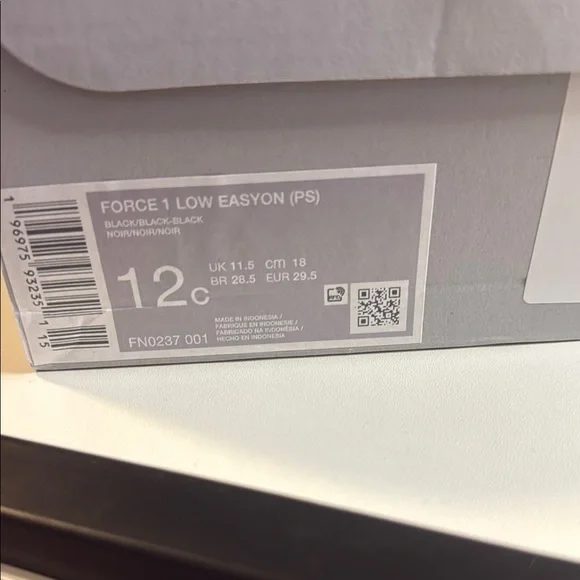 FORCE 1 LOW EASYON (PS)
BLACK/BLACK-BLACK
NOIR/NOIR/NOIR
12c
UK 11.5 cm 18
BR 28.5 EUR 29.5
MADE IN INDONESIA /
FABRIQUE EN INDONESIE /
FABRICADO NA INDONÉSIA /
HECHO EN INDONESIA
FN0237 001
1 96975 93235 1 15